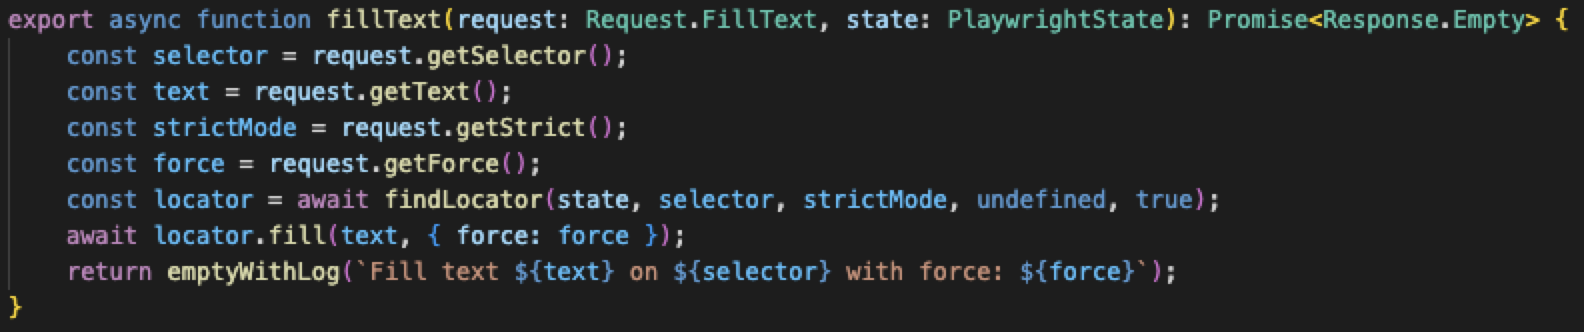 export async function fillText(request: Request.FillText, state: PlaywrightState): Promise<Response.Empty> {
    const selector = request.getSelector();
    const text = request.getText();
    const strictMode = request.getStrict();
    const force = request.getForce();
    const locator = await findLocator(state, selector, strictMode, undefined, true);
    await locator.fill(text, { force: force });
    return emptyWithLog(`Fill text ${text} on ${selector} with force: ${force}`);
}